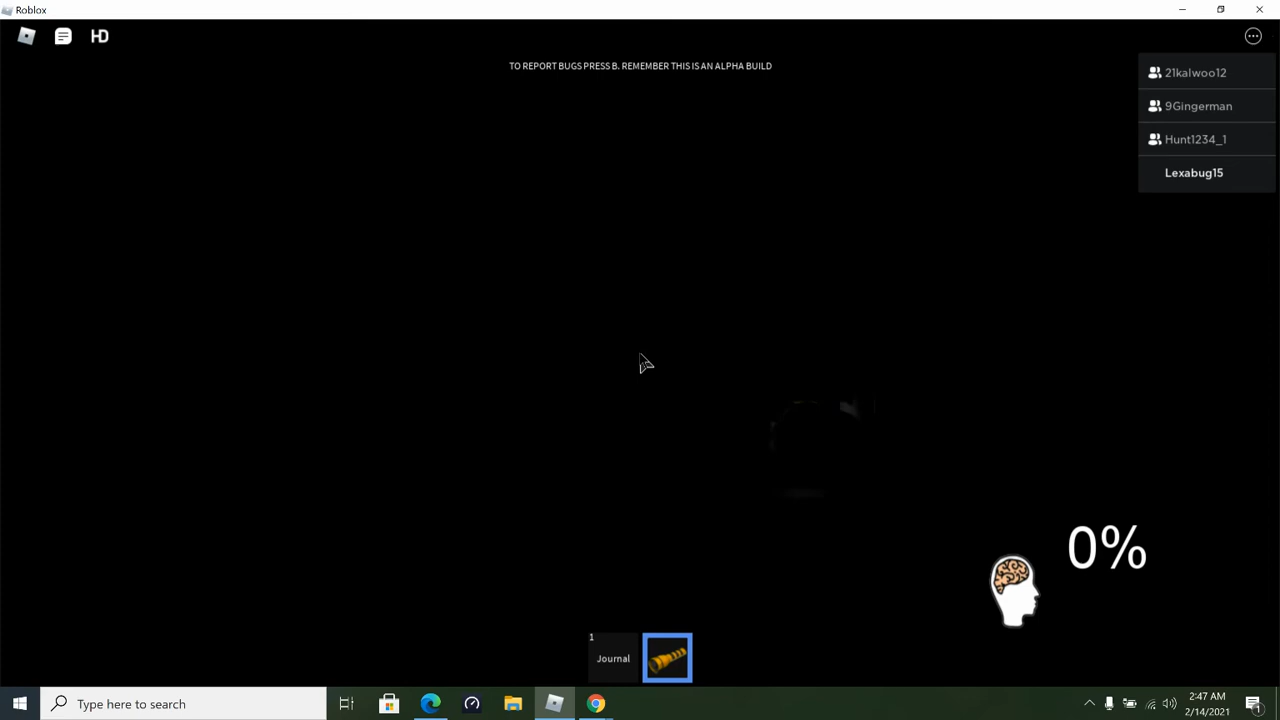 Roblox
HD
TO REPORT BUGS PRESS B. REMEMBER THIS IS AN ALPHA BUILD
21kalwoo12
9Gingerman
Hunt1234_1
Lexabug15
0%
1
Journal
Type here to search
2:47 AM
2/14/2021
1